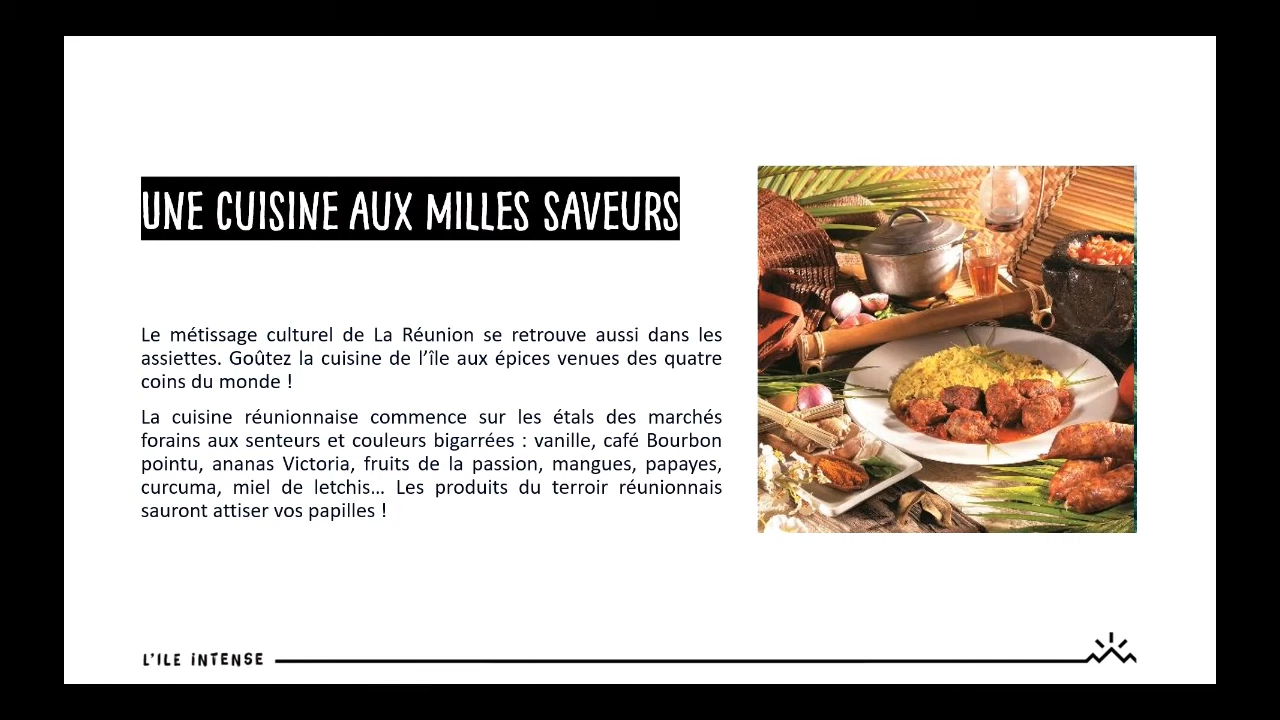 UNE CUISINE AUX MILLES SAVEURS
Le métissage culturel de La Réunion se retrouve aussi dans les
assiettes. Goûtez la cuisine de l’île aux épices venues des quatre
coins du monde !
La cuisine réunionnaise commence sur les étals des marchés
forains aux senteurs et couleurs bigarrées : vanille, café Bourbon
pointu, ananas Victoria, fruits de la passion, mangues, papayes,
curcuma, miel de letchis… Les produits du terroir réunionnais
sauront attiser vos papilles !
L'ILE INTENSE